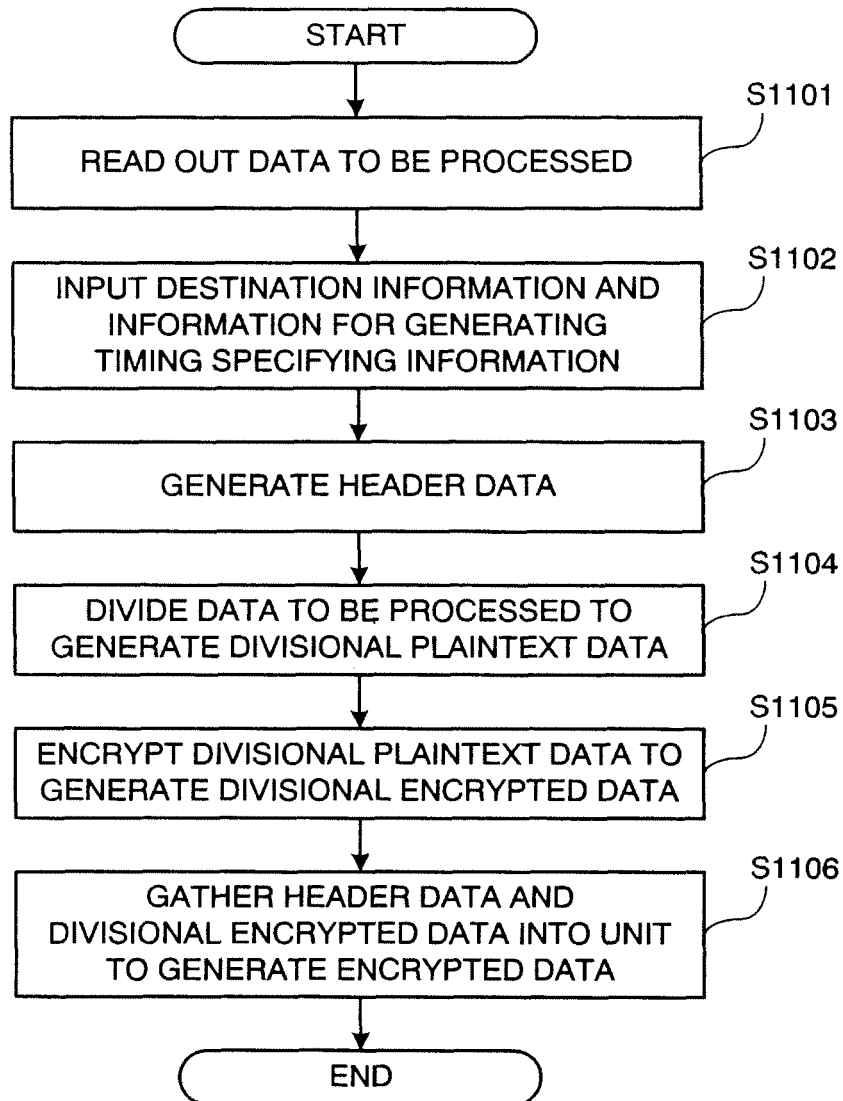 START
S1101
READ OUT DATA TO BE PROCESSED
S1102
INPUT DESTINATION INFORMATION AND
INFORMATION FOR GENERATING
TIMING SPECIFYING INFORMATION
S1103
GENERATE HEADER DATA
S1104
DIVIDE DATA TO BE PROCESSED TO
GENERATE DIVISIONAL PLAINTEXT DATA
S1105
ENCRYPT DIVISIONAL PLAINTEXT DATA TO
GENERATE DIVISIONAL ENCRYPTED DATA
S1106
GATHER HEADER DATA AND
DIVISIONAL ENCRYPTED DATA INTO UNIT
TO GENERATE ENCRYPTED DATA
END